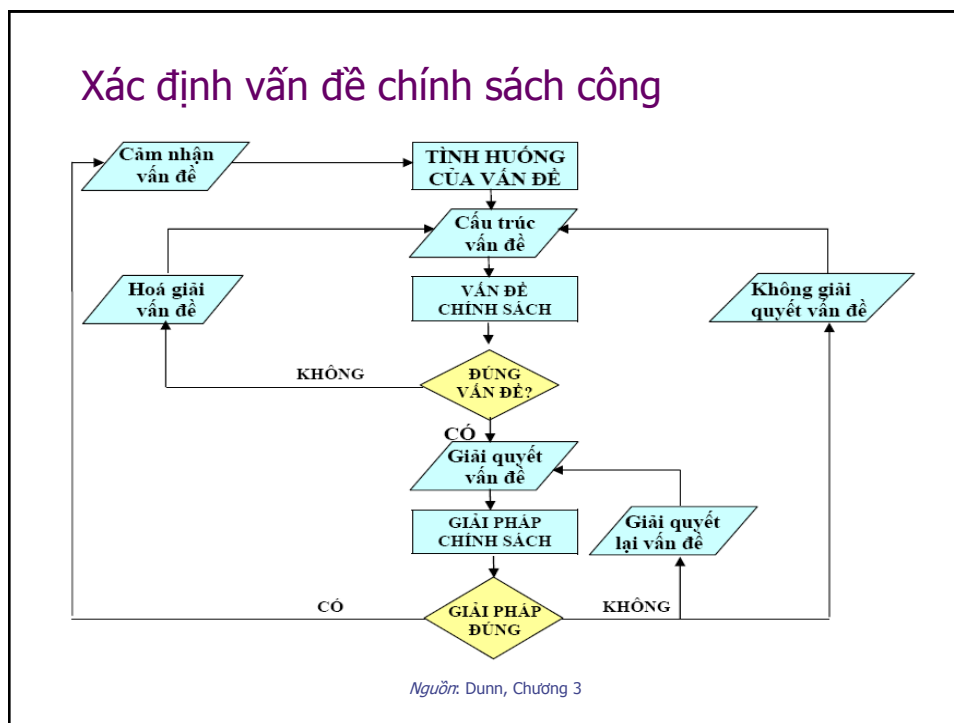 Xác định vấn đề chính sách công
Cảm nhận
vấn đề
TÌNH HUỐNG
CỦA VẤN ĐỀ
Cấu trúc
vấn đề
Hoá giải
vấn đề
VẤN ĐỀ
CHÍNH SÁCH
Không giải
quyết vấn đề
KHÔNG
ĐÚNG
VẤN ĐỀ?
CÓ
Giải quyết
vấn đề
GIẢI PHÁP
CHÍNH SÁCH
Giải quyết
lại vấn đề
CÓ
GIẢI PHÁP
ĐÚNG
KHÔNG
Nguồn: Dunn, Chương 3